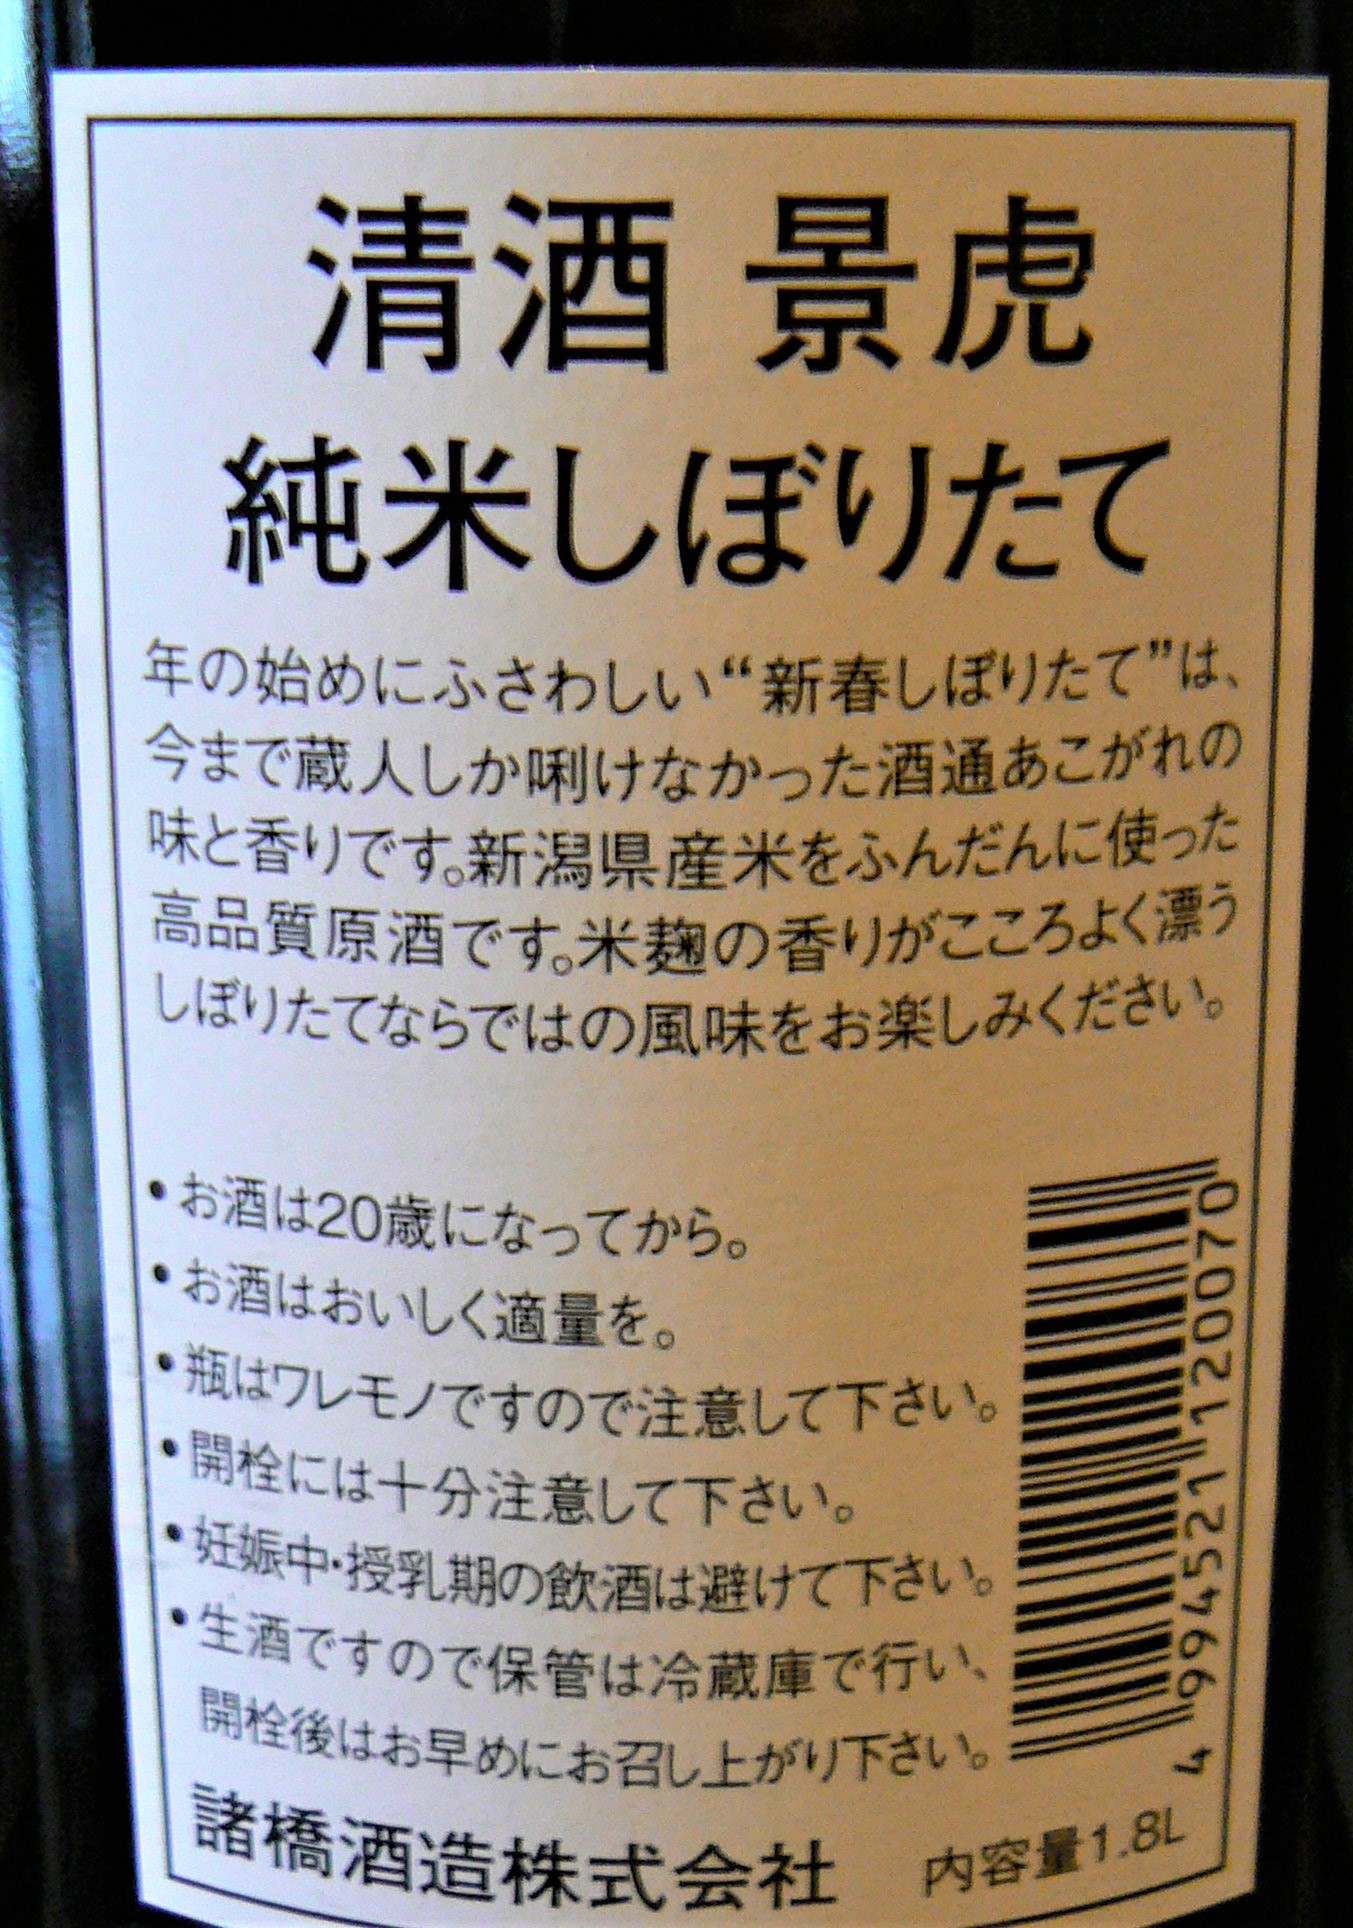 清酒 景虎
純米しぼりたて
年の始めにふさわしい“新春しぼりたて”は、
今まで蔵人しか唎けなかった酒通あこがれの
味と香りです。新潟県産米をふんだんに使った
高品質原酒です。米麹の香りがこころよく漂う
しぼりたてならではの風味をお楽しみください。
・お酒は20歳になってから。
・お酒はおいしく適量を。
・瓶はワレモノですので注意して下さい。
・開栓には十分注意して下さい。
・妊娠中・授乳期の飲酒は避けて下さい。
・生酒ですので保管は冷蔵庫で行い、
開栓後はお早めにお召し上がり下さい。
4 994521 120070
諸橋酒造株式会社
内容量1.8L